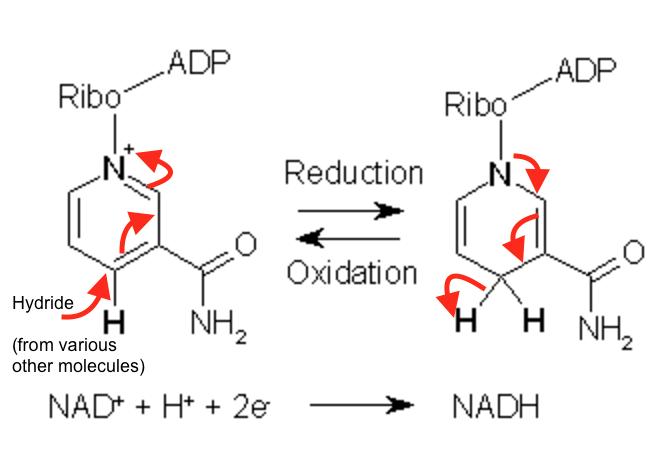 ADP
Ribo
N+
O
NH2
Hydride
H
(from various
other molecules)
Reduction
Oxidation
ADP
Ribo
N
O
H H
NH2
NAD+ + H+ + 2e- NADH